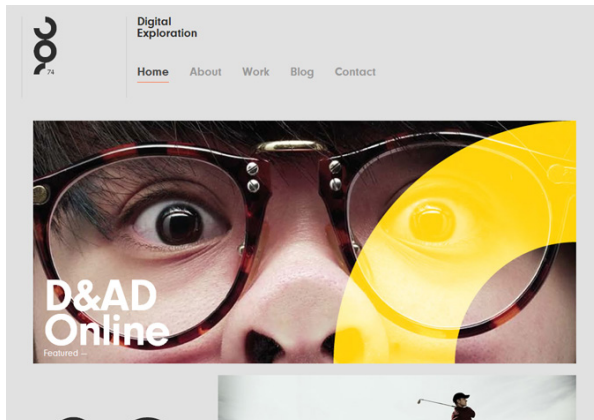 Digital
Exploration
74
Home About Work Blog Contact
D&AD
Online
Featured —